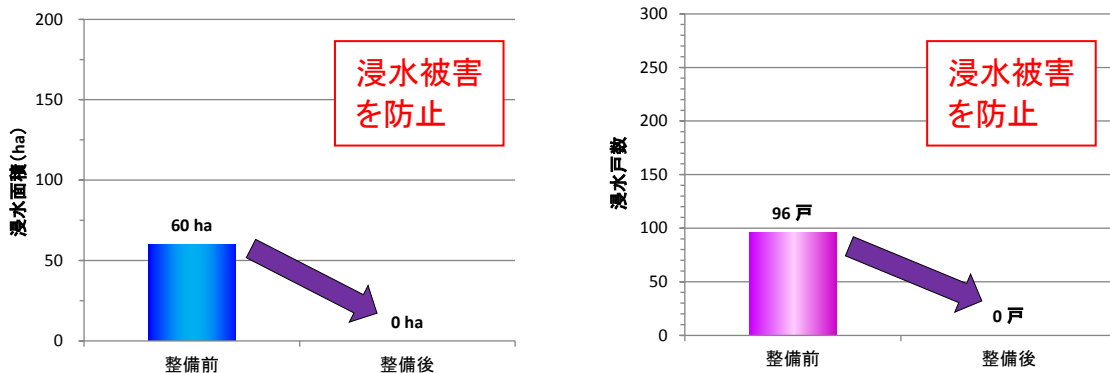 200
150
100
50
0
浸水面積(ha)
浸水被害
を防止
60 ha
0 ha
整備前
整備後
300
250
200
150
100
50
0
浸水戸数
浸水被害
を防止
96 戸
0 戸
整備前
整備後